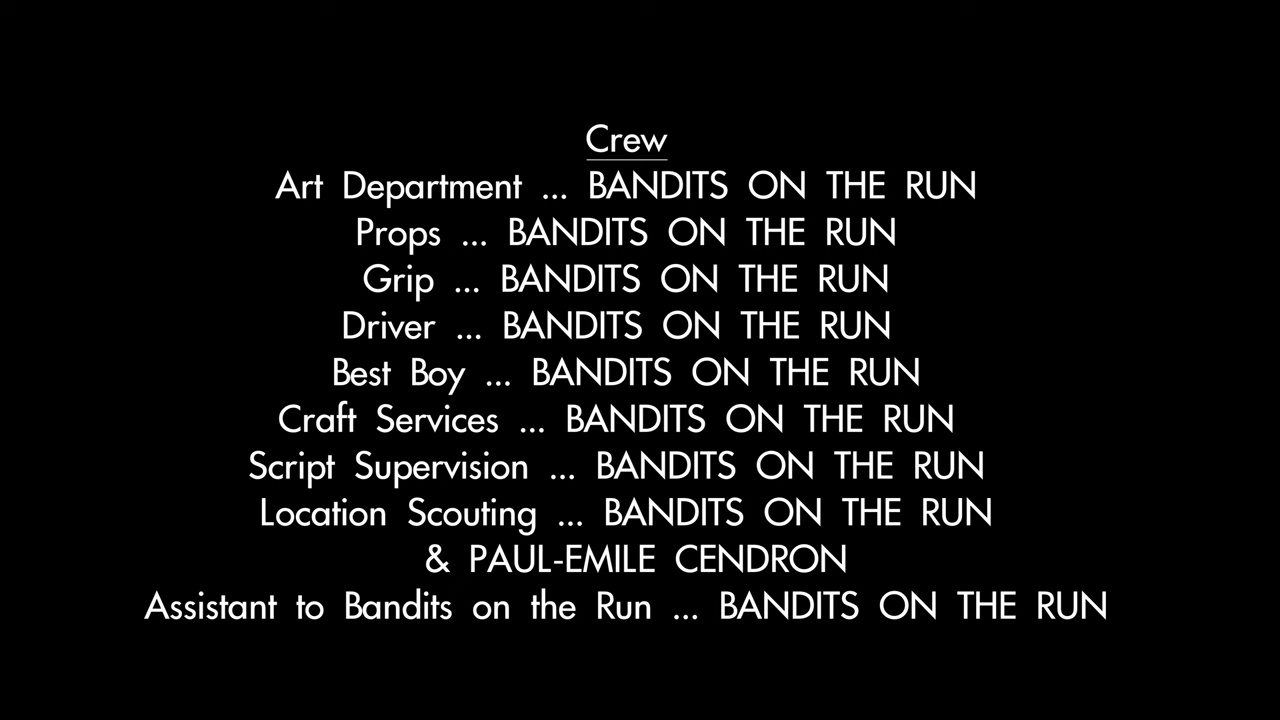 Crew
Art Department ... BANDITS ON THE RUN
Props ... BANDITS ON THE RUN
Grip ... BANDITS ON THE RUN
Driver ... BANDITS ON THE RUN
Best Boy ... BANDITS ON THE RUN
Craft Services ... BANDITS ON THE RUN
Script Supervision ... BANDITS ON THE RUN
Location Scouting ... BANDITS ON THE RUN
& PAUL-EMILE CENDRON
Assistant to Bandits on the Run ... BANDITS ON THE RUN